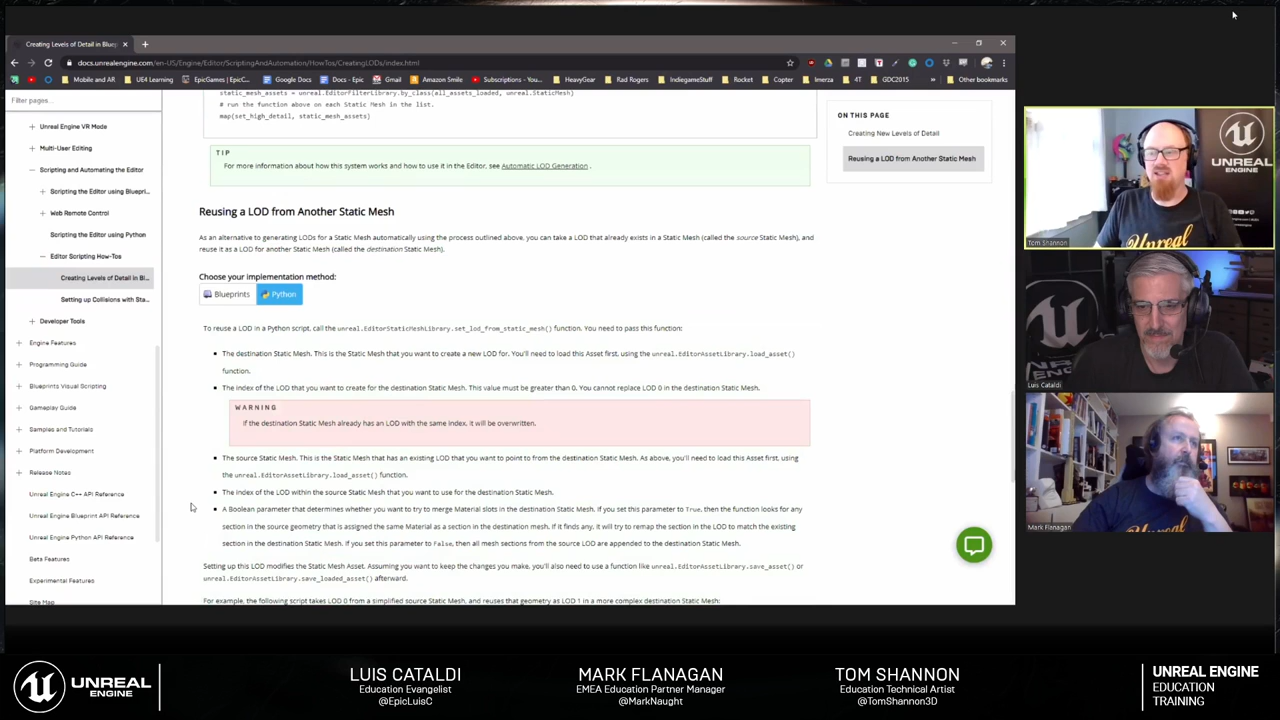 Creating Levels of Detail in Bluep
docs.unrealengine.com/en-US/Engine/Editor/ScriptingAndAutomation/HowTos/CreatingLODs/index.html
Mobile and AR
UE4 Learning
EpicGames | EpicC...
Google Docs
Docs - Epic
Gmail
Amazon Smile
Subscriptions - You...
HeavyGear
Rad Rogers
IndiegameStudy
Rocket
Copter
Imerza
4T
GDC2015
»
Other bookmarks
Filter pages...
Unreal Engine VR Mode
Multi-User Editing
Scripting and Automating the Editor
Scripting the Editor using Bluepri...
Web Remote Control
Scripting the Editor using Python
Editor Scripting How-Tos
Creating Levels of Detail in Bl...
Setting up Collisions with Sta...
Developer Tools
Engine Features
Programming Guide
Blueprints Visual Scripting
Gameplay Guide
Samples and Tutorials
Platform Development
Release Notes
Unreal Engine C++ API Reference
Unreal Engine Blueprint API Reference
Unreal Engine Python API Reference
Beta Features
Experimental Features
Site Map
static_mesh_assets = unreal.EditorFilterLibrary.by_class(all_assets_loaded, unreal.StaticMesh)
# run the function above on each Static Mesh in the list.
map(set_high_detail, static_mesh_assets)
TIP
For more information about how this system works and how to use it in the Editor, see Automatic LOD Generation .
Reusing a LOD from Another Static Mesh
As an alternative to generating LODs for a Static Mesh automatically using the process outlined above, you can take a LOD that already exists in a Static Mesh (called the source Static Mesh), and
reuse it as a LOD for another Static Mesh (called the destination Static Mesh).
Choose your implementation method:
Blueprints
Python
To reuse a LOD in a Python script, call the unreal.EditorStaticMeshLibrary.set_lod_from_static_mesh() function. You need to pass this function:
The destination Static Mesh. This is the Static Mesh that you want to create a new LOD for. You'll need to load this Asset first, using the unreal.EditorAssetLibrary.load_asset()
function.
The index of the LOD that you want to create for the destination Static Mesh. This value must be greater than 0. You cannot replace LOD 0 in the destination Static Mesh.
WARNING
If the destination Static Mesh already has an LOD with the same index, it will be overwritten.
The source Static Mesh. This is the Static Mesh that has an existing LOD that you want to point to from the destination Static Mesh. As above, you'll need to load this Asset first, using
the unreal.EditorAssetLibrary.load_asset() function.
The index of the LOD within the source Static Mesh that you want to use for the destination Static Mesh.
A Boolean parameter that determines whether you want to try to merge Material slots in the destination Static Mesh. If you set this parameter to True, then the function looks for any
section in the source geometry that is assigned the same Material as a section in the destination mesh. If it finds any, it will try to remap the section in the LOD to match the existing
section in the destination Static Mesh. If you set this parameter to False, then all mesh sections from the source LOD are appended to the destination Static Mesh.
Setting up this LOD modifies the Static Mesh Asset. Assuming you want to keep the changes you make, you'll also need to use a function like unreal.EditorAssetLibrary.save_asset() or
unreal.EditorAssetLibrary.save_loaded_asset() afterward.
For example, the following script takes LOD 0 from a simplified source Static Mesh, and reuses that geometry as LOD 1 in a more complex destination Static Mesh:
ON THIS PAGE
Creating New Levels of Detail
Reusing a LOD from Another Static Mesh
UNREAL
ENGINE
Unreal
Tom Shannon
Luis Cataldi
Mark Flanagan
UNREAL
ENGINE
LUIS CATALDI
Education Evangelist
@EpicLuisC
MARK FLANAGAN
EMEA Education Partner Manager
@MarkNaught
TOM SHANNON
Education Technical Artist
@TomShannon3D
UNREAL ENGINE
EDUCATION
TRAINING